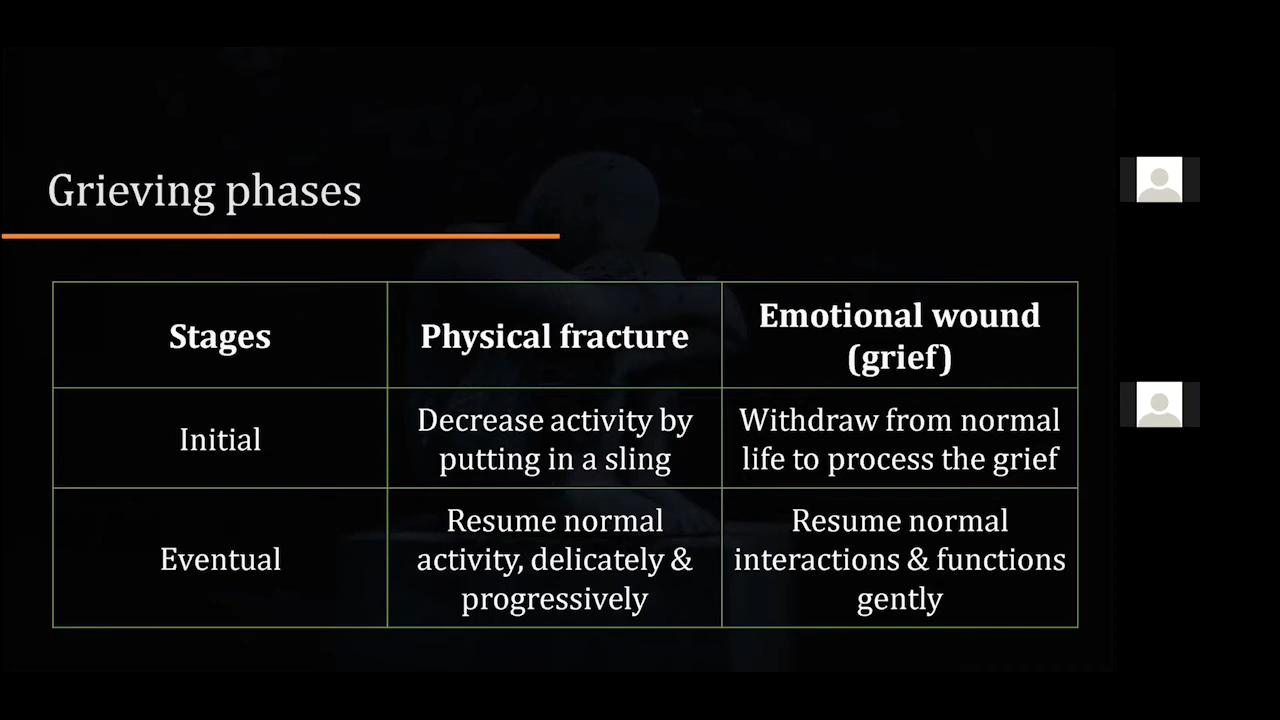 Grieving phases
Stages
Physical fracture
Emotional wound
(grief)
Initial
Decrease activity by
putting in a sling
Withdraw from normal
life to process the grief
Eventual
Resume normal
activity, delicately &
progressively
Resume normal
interactions & functions
gently